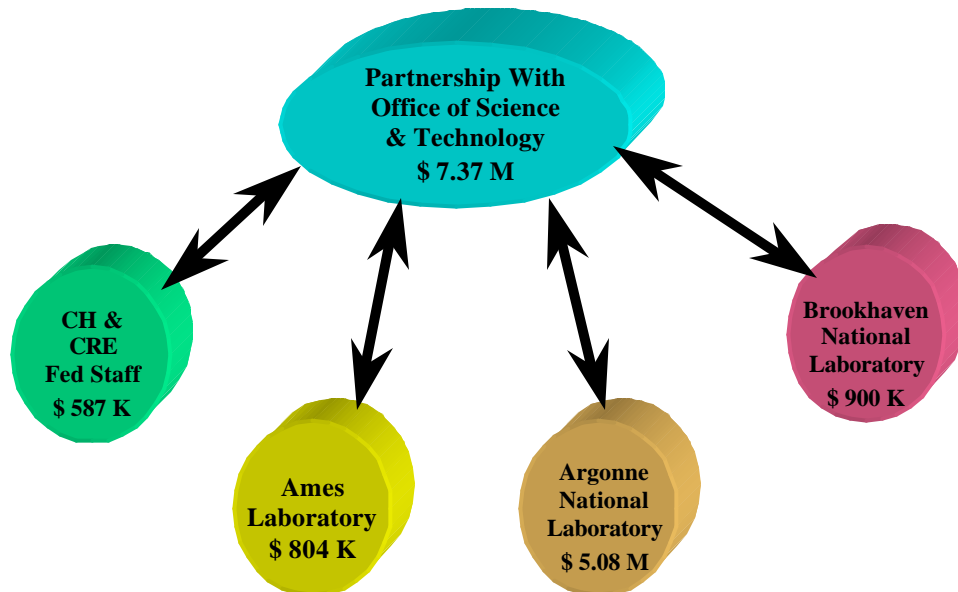 Partnership With
Office of Science
& Technology
$ 7.37 M
CH &
CRE
Fed Staff
$ 587 K
Ames
Laboratory
$ 804 K
Argonne
National
Laboratory
$ 5.08 M
Brookhaven
National
Laboratory
$ 900 K